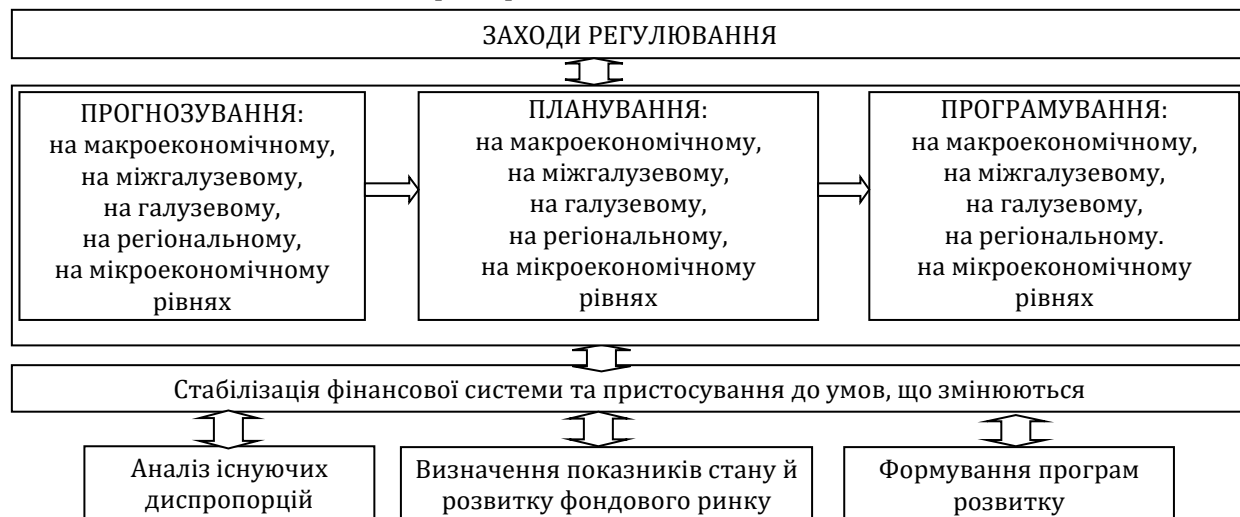 ЗАХОДИ РЕГУЛЮВАННЯ
ПРОГНОЗУВАННЯ:
на макроекономічному,
на міжгалузевому,
на галузевому,
на регіональному,
на мікроекономічному
рівнях
ПЛАНУВАННЯ:
на макроекономічному,
на міжгалузевому,
на галузевому,
на регіональному,
на мікроекономічному
рівнях
ПРОГРАМУВАННЯ:
на макроекономічному,
на міжгалузевому,
на галузевому,
на регіональному.
на мікроекономічному
рівнях
Стабілізація фінансової системи та пристосування до умов, що змінюються
Аналіз існуючих
диспропорцій
Визначення показників стану й
розвитку фондового ринку
Формування програм
розвитку